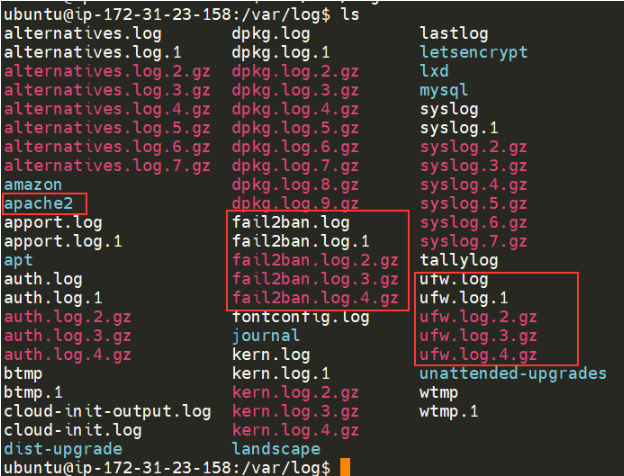 ubuntu@ip-172-31-23-158:/var/log$ ls
alternatives.log dpkg.log lastlog
alternatives.log.1 dpkg.log.1 letsencrypt
alternatives.log.2.gz dpkg.log.2.gz lxd
alternatives.log.3.gz dpkg.log.3.gz mysql
alternatives.log.4.gz dpkg.log.4.gz syslog
alternatives.log.5.gz dpkg.log.5.gz syslog.1
alternatives.log.6.gz dpkg.log.6.gz syslog.2.gz
alternatives.log.7.gz dpkg.log.7.gz syslog.3.gz
amazon dpkg.log.8.gz syslog.4.gz
apache2 dpkg.log.9.gz syslog.5.gz
apport.log fail2ban.log syslog.6.gz
apport.log.1 fail2ban.log.1 syslog.7.gz
apt fail2ban.log.2.gz tallylog
auth.log fail2ban.log.3.gz ufw.log
auth.log.1 fail2ban.log.4.gz ufw.log.1
auth.log.2.gz fontconfig.log ufw.log.2.gz
auth.log.3.gz journal ufw.log.3.gz
auth.log.4.gz kern.log ufw.log.4.gz
btmp kern.log.1 unattended-upgrades
btmp.1 kern.log.2.gz wtmp
cloud-init-output.log kern.log.3.gz wtmp.1
cloud-init.log kern.log.4.gz
dist-upgrade landscape
ubuntu@ip-172-31-23-158:/var/log$